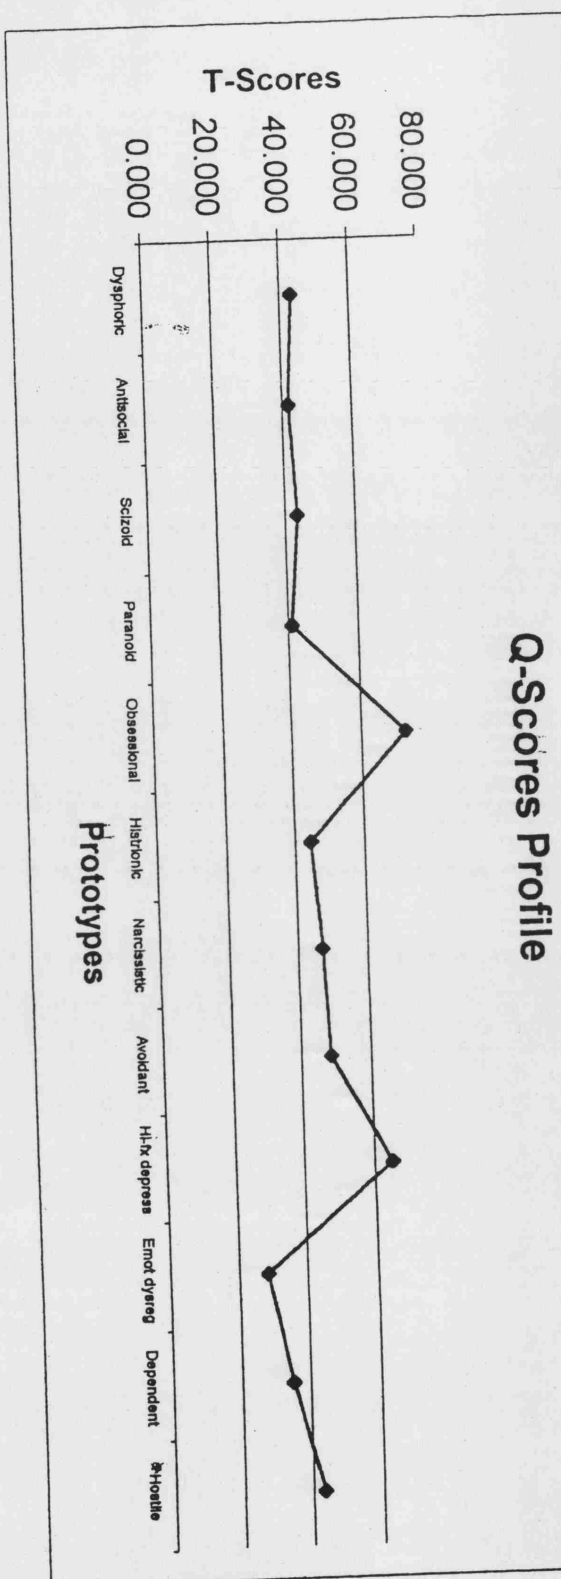 Q-Scores Profile
T-Scores
80.000
60.000
40.000
20.000
0.000
Dysphoric
Antisocial
Scizoid
Paranoid
Obsessional
Histrionic
Narcissistic
Avoidant
Hi-fx depress
Emot dysreg
Dependent
Hostile
Prototypes